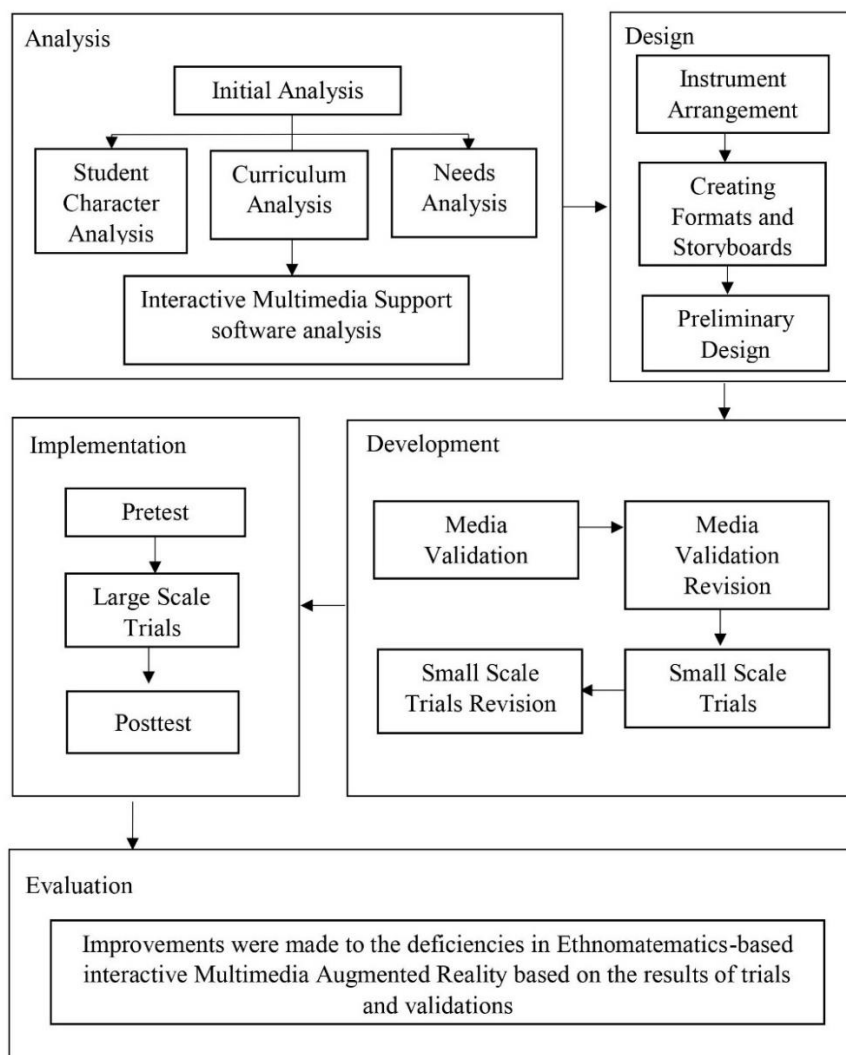 Analysis
Initial Analysis
Student
Character
Analysis
Curriculum
Analysis
Needs
Analysis
Interactive Multimedia Support
software analysis
Design
Instrument
Arrangement
Creating
Formats and
Storyboards
Preliminary
Design
Development
Media
Validation
Media
Validation
Revision
Small Scale
Trials
Small Scale
Trials Revision
Implementation
Pretest
Large Scale
Trials
Posttest
Evaluation
Improvements were made to the deficiencies in Ethnomatematics-based
interactive Multimedia Augmented Reality based on the results of trials
and validations